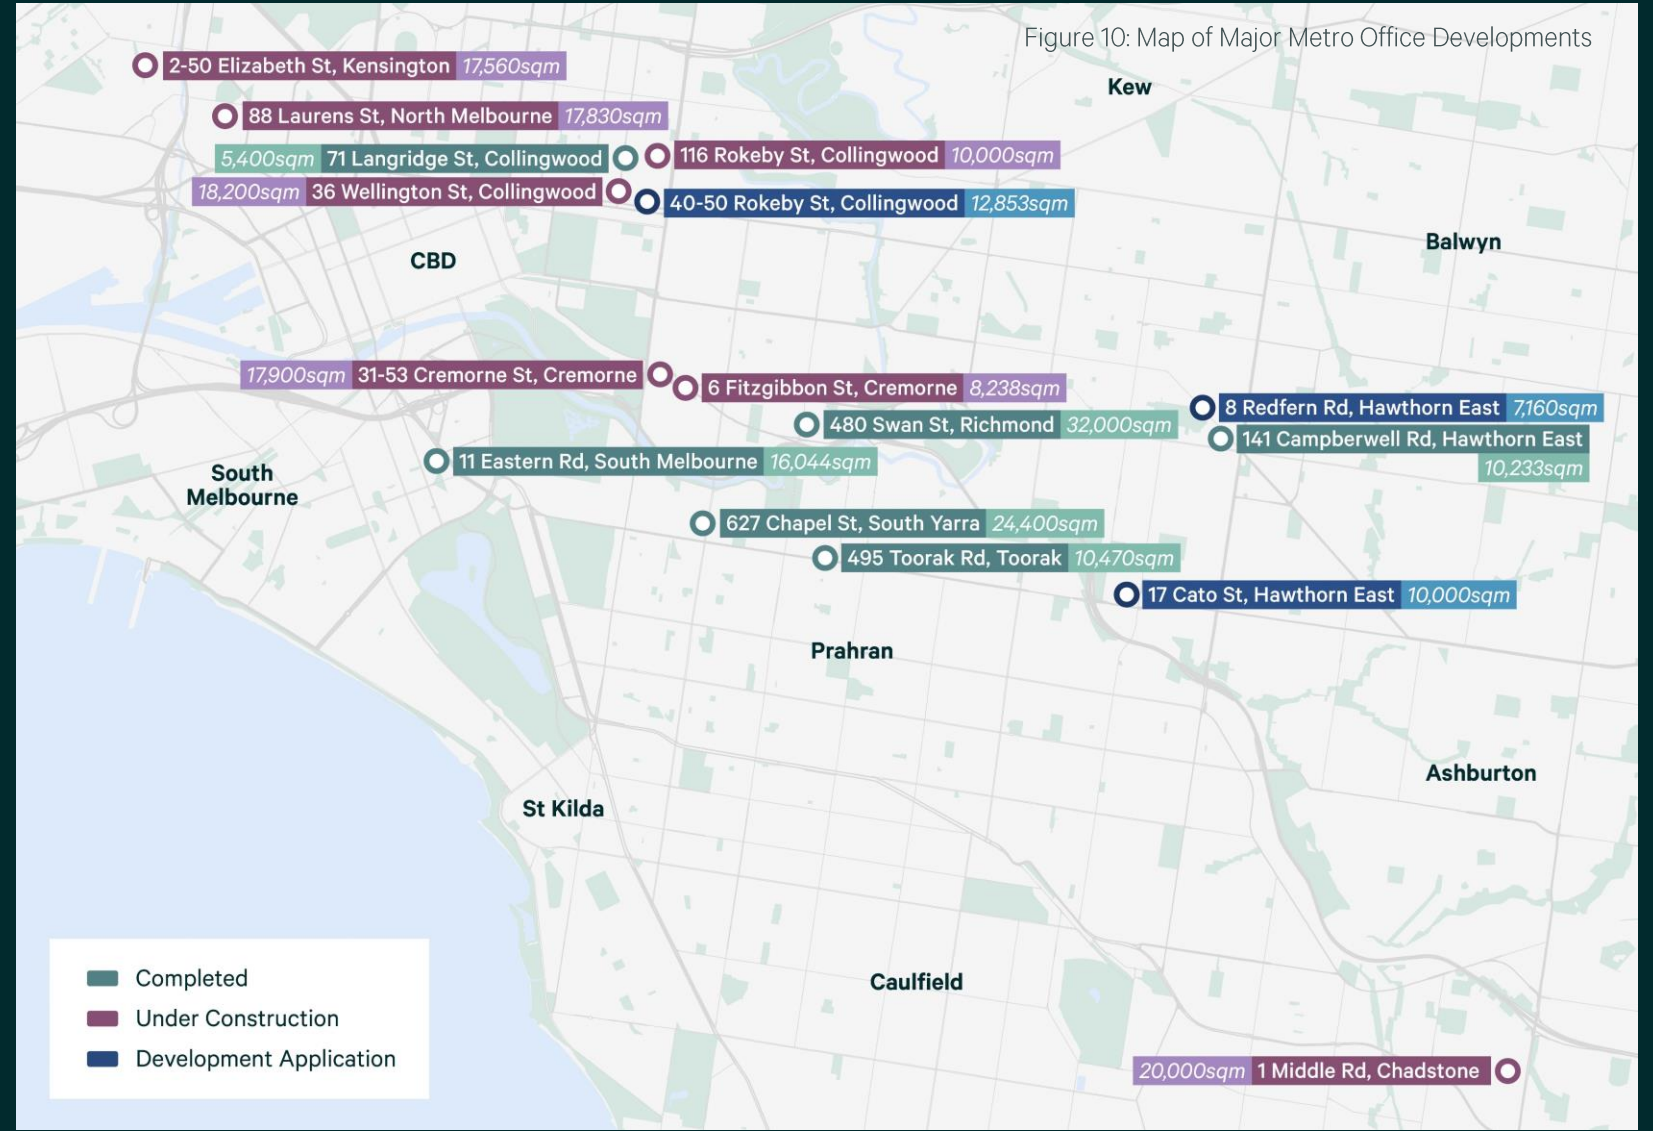 Figure 10: Map of Major Metro Office Developments
2-50 Elizabeth St, Kensington 17,560sqm
Kew
88 Laurens St, North Melbourne 17,830sqm
5,400sqm 71 Langridge St, Collingwood
116 Rokeby St, Collingwood 10,000sqm
18,200sqm 36 Wellington St, Collingwood
40-50 Rokeby St, Collingwood 12,853sqm
Balwyn
CBD
17,900sqm 31-53 Cremorne St, Cremorne
6 Fitzgibbon St, Cremorne 8,238sqm
8 Redfern Rd, Hawthorn East 7,160sqm
480 Swan St, Richmond 32,000sqm
141 Campberwell Rd, Hawthorn East
10,233sqm
11 Eastern Rd, South Melbourne 16,044sqm
South
Melbourne
627 Chapel St, South Yarra 24,400sqm
495 Toorak Rd, Toorak 10,470sqm
17 Cato St, Hawthorn East 10,000sqm
Prahran
Ashburton
St Kilda
Caulfield
Completed
Under Construction
Development Application
20,000sqm 1 Middle Rd, Chadstone